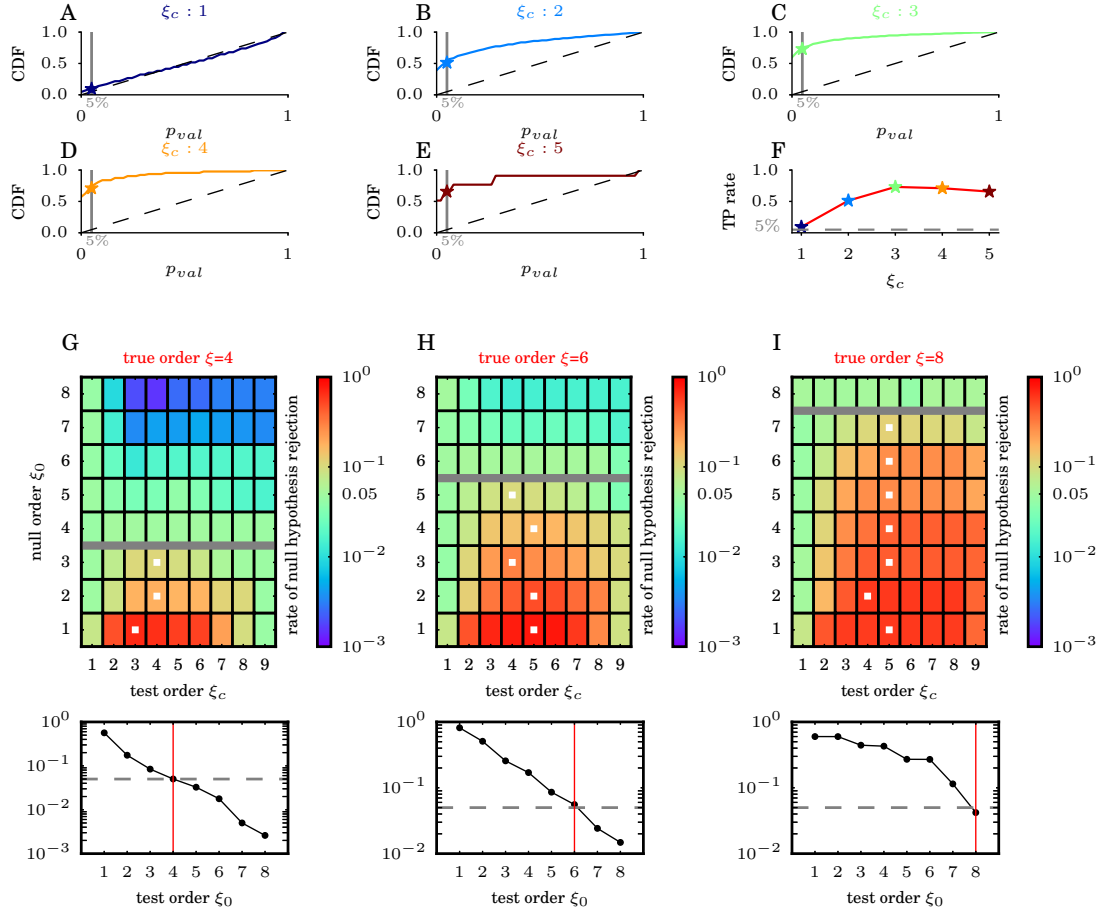 A ξc : 1
CDF
1.0
0.5
0.0
5%
0 1
pval
B ξc : 2
CDF
1.0
0.5
0.0
5%
0 1
pval
C ξc : 3
CDF
1.0
0.5
0.0
5%
0 1
pval
D ξc : 4
CDF
1.0
0.5
0.0
5%
0 1
pval
E ξc : 5
CDF
1.0
0.5
0.0
5%
0 1
pval
F
TP rate
1.0
0.5
5%
1 2 3 4 5
ξc
G
true order ξ=4
null order ξ0
8
7
6
5
4
3
2
1
1 2 3 4 5 6 7 8 9
test order ξc
10^0
10^-1
0.05
10^-2
10^-3
rate of null hypothesis rejection
H
true order ξ=6
8
7
6
5
4
3
2
1
1 2 3 4 5 6 7 8 9
test order ξc
10^0
10^-1
0.05
10^-2
10^-3
rate of null hypothesis rejection
I
true order ξ=8
8
7
6
5
4
3
2
1
1 2 3 4 5 6 7 8 9
test order ξc
10^0
10^-1
0.05
10^-2
10^-3
rate of null hypothesis rejection
10^0
10^-1
10^-2
10^-3
1 2 3 4 5 6 7 8
test order ξ0
10^0
10^-1
10^-2
1 2 3 4 5 6 7 8
test order ξ0
10^0
10^-1
10^-2
1 2 3 4 5 6 7 8
test order ξ0